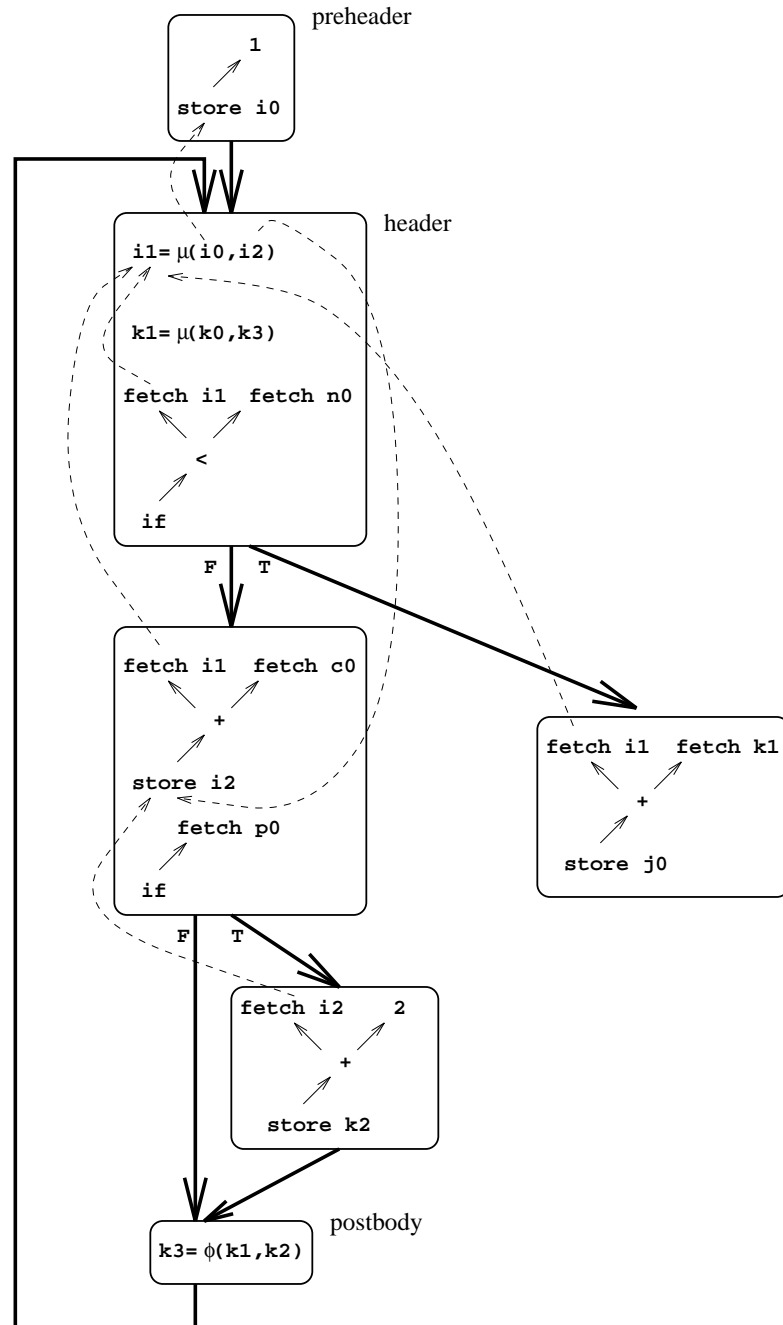 preheader
1
store i0
header
i1= μ(i0,i2)
k1= μ(k0,k3)
fetch i1 fetch n0
<
if
F T
fetch i1 fetch c0
+
store i2
fetch p0
if
fetch i1 fetch k1
+
store j0
F T
fetch i2 2
+
store k2
postbody
k3= ϕ(k1,k2)